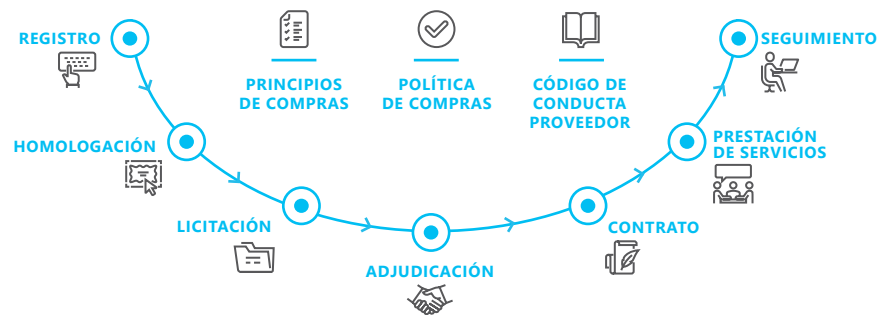 REGISTRO
HOMOLOGACIÓN
LICITACIÓN
ADJUDICACIÓN
CONTRATO
PRESTACIÓN
DE SERVICIOS
SEGUIMIENTO
PRINCIPIOS
DE COMPRAS
POLÍTICA
DE COMPRAS
CÓDIGO DE
CONDUCTA
PROVEEDOR